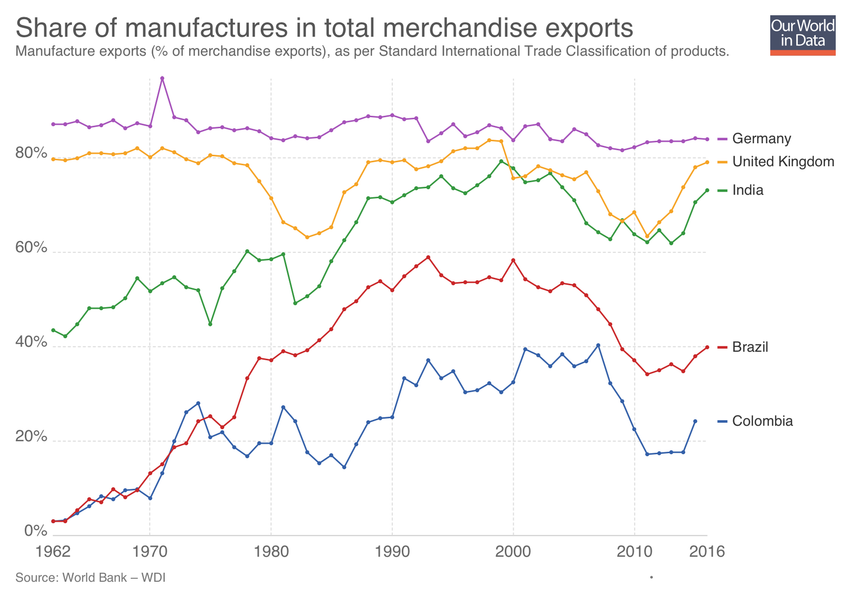 Share of manufactures in total merchandise exports
Manufacture exports (% of merchandise exports), as per Standard International Trade Classification of products.
Our World
in Data
80%
60%
40%
20%
0%
Germany
United Kingdom
India
Brazil
Colombia
1962
1970
1980
1990
2000
2010
2016
Source: World Bank – WDI